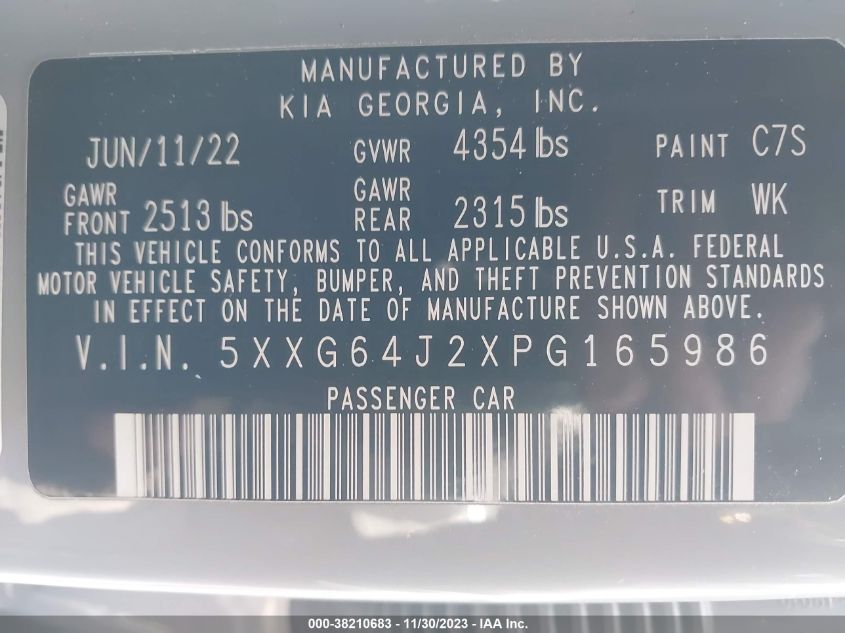 MANUFACTURED BY
KIA GEORGIA, INC.
JUN/11/22 GVWR 4354 lbs PAINT C7S
GAWR FRONT 2513 lbs GAWR REAR 2315 lbs TRIM WK
THIS VEHICLE CONFORMS TO ALL APPLICABLE U.S.A. FEDERAL
MOTOR VEHICLE SAFETY, BUMPER, AND THEFT PREVENTION STANDARDS
IN EFFECT ON THE DATE OF MANUFACTURE SHOWN ABOVE.
V.I.N. 5XXG64J2XPG165986
PASSENGER CAR
000-38210683 - 11/30/2023 - IAA Inc.